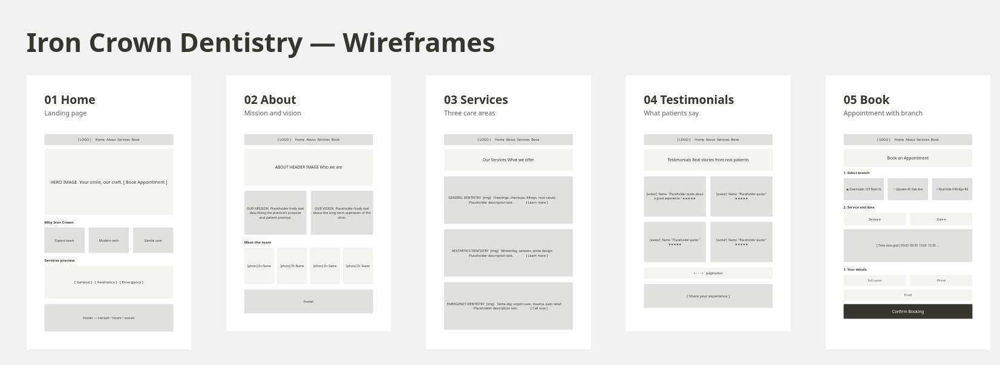 Iron Crown Dentistry — Wireframes
01 Home
Landing page
[ LOGO ] Home About Services Book
HERO IMAGE Your smile, our craft. [ Book Appointment ]
Why Iron Crown
Expert team
Modern tech
Gentle care
Services preview
[ General ] [ Aesthetics ] [ Emergency ]
Footer — contact • hours • socials
02 About
Mission and vision
[ LOGO ] Home About Services Book
ABOUT HEADER IMAGE Who we are
OUR MISSION Placeholder body text
describing the practice's purpose
and patient promise.
OUR VISION Placeholder body text
about the long-term aspiration of the
clinic.
Meet the team
[photo] Dr. Name
[photo] Dr. Name
[photo] Dr. Name
[photo] Dr. Name
Footer
03 Services
Three care areas
[ LOGO ] Home About Services Book
Our Services What we offer
GENERAL DENTISTRY [img] Cleanings, checkups, fillings, root canals.
Placeholder description text. [ Learn more ]
AESTHETICS DENTISTRY [img] Whitening, veneers, smile design.
Placeholder description text. [ Learn more ]
EMERGENCY DENTISTRY [img] Same-day urgent care, trauma, pain relief.
Placeholder description text. [ Call now ]
04 Testimonials
What patients say
[ LOGO ] Home About Services Book
Testimonials Real stories from real patients
[avatar] Name "Placeholder quote about
a great experience." ★★★★★
[avatar] Name "Placeholder quote."
★★★★★
[avatar] Name "Placeholder quote."
★★★★★
[avatar] Name "Placeholder quote."
★★★★★
< · · · > pagination
[ Share your experience ]
05 Book
Appointment with branch
[ LOGO ] Home About Services Book
Book an Appointment
1. Select branch
◉ Downtown 123 Main St
○ Uptown 45 Oak Ave
○ Riverside 9 Bridge Rd
2. Service and date
Service ▾
Date ▾
[ Time slots grid ] 09:00 09:30 10:00 10:30 ...
3. Your details
Full name
Phone
Email
Confirm Booking